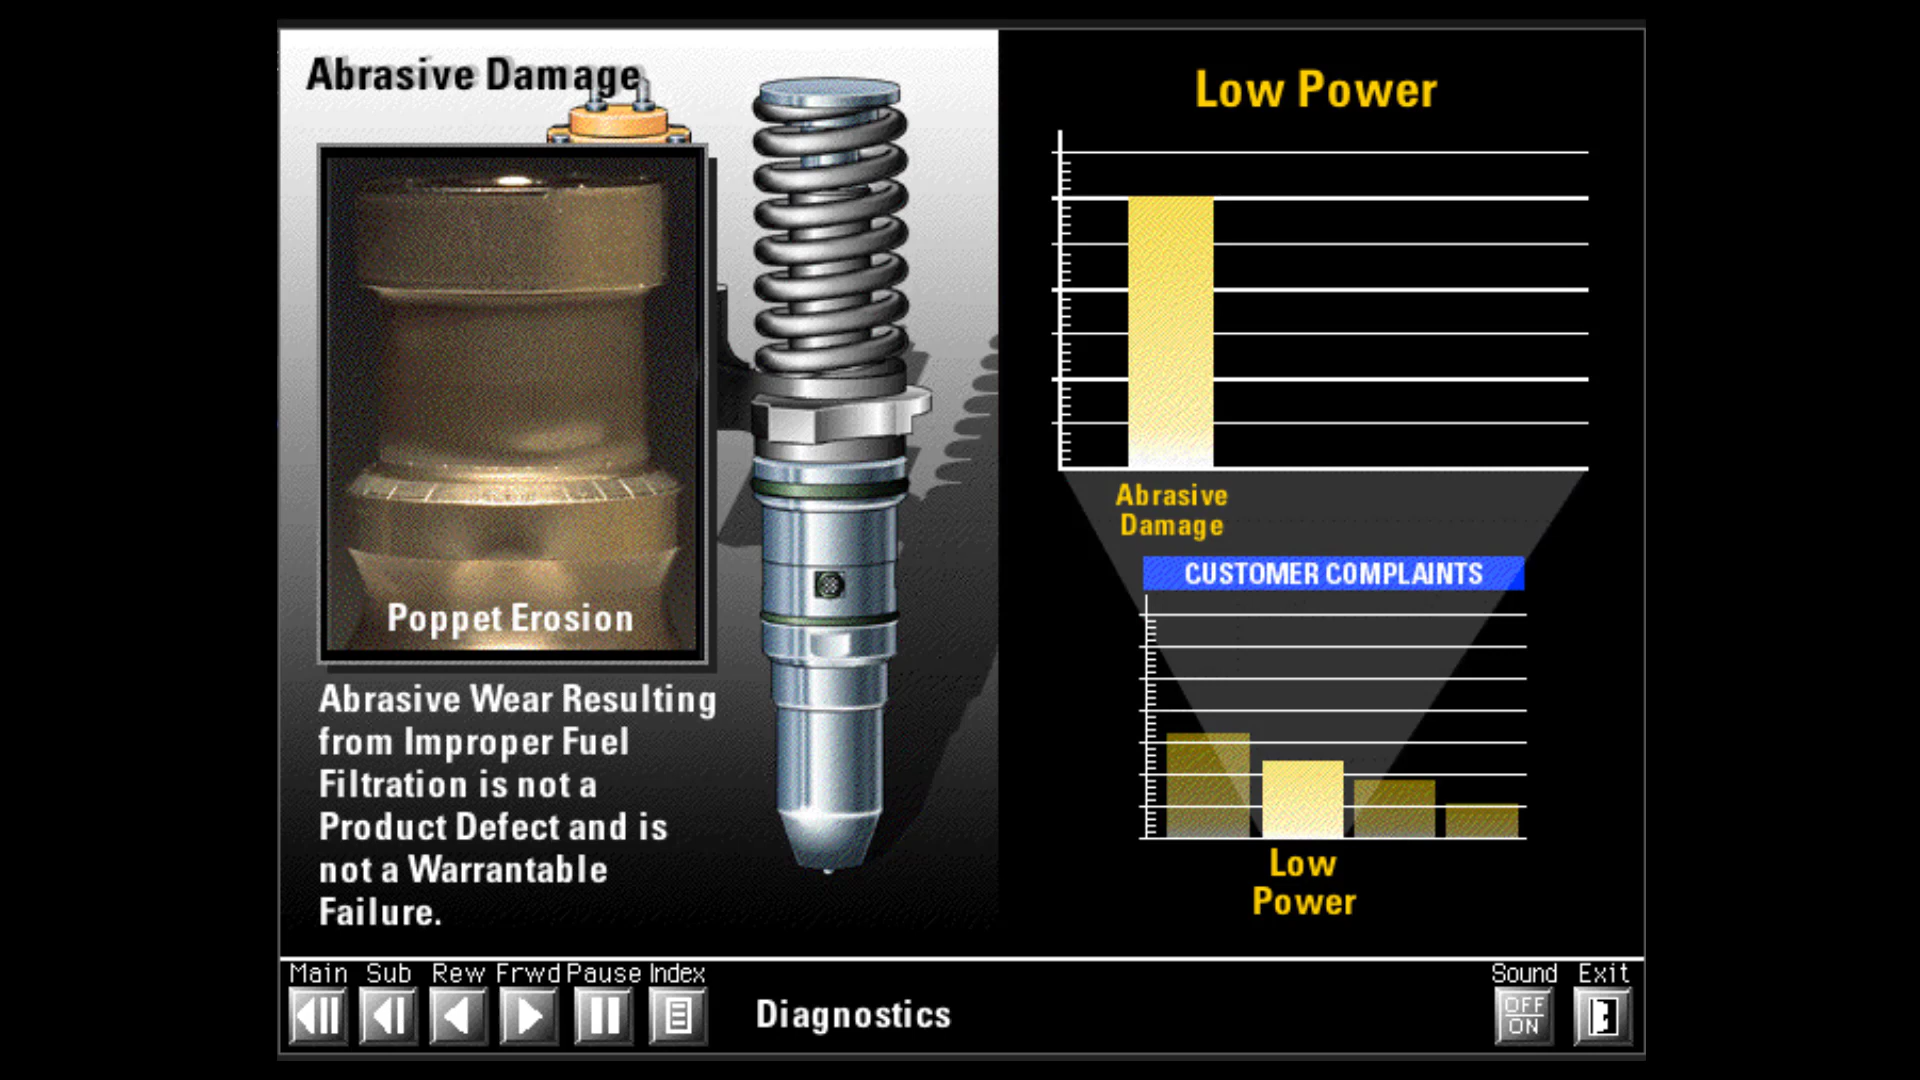 Abrasive Damage
Poppet Erosion
Abrasive Wear Resulting
from Improper Fuel
Filtration is not a
Product Defect and is
not a Warrantable
Failure.
Low Power
Abrasive
Damage
CUSTOMER COMPLAINTS
Low
Power
Main Sub Rew Frwd Pause Index
Diagnostics
Sound Exit
OFF
ON